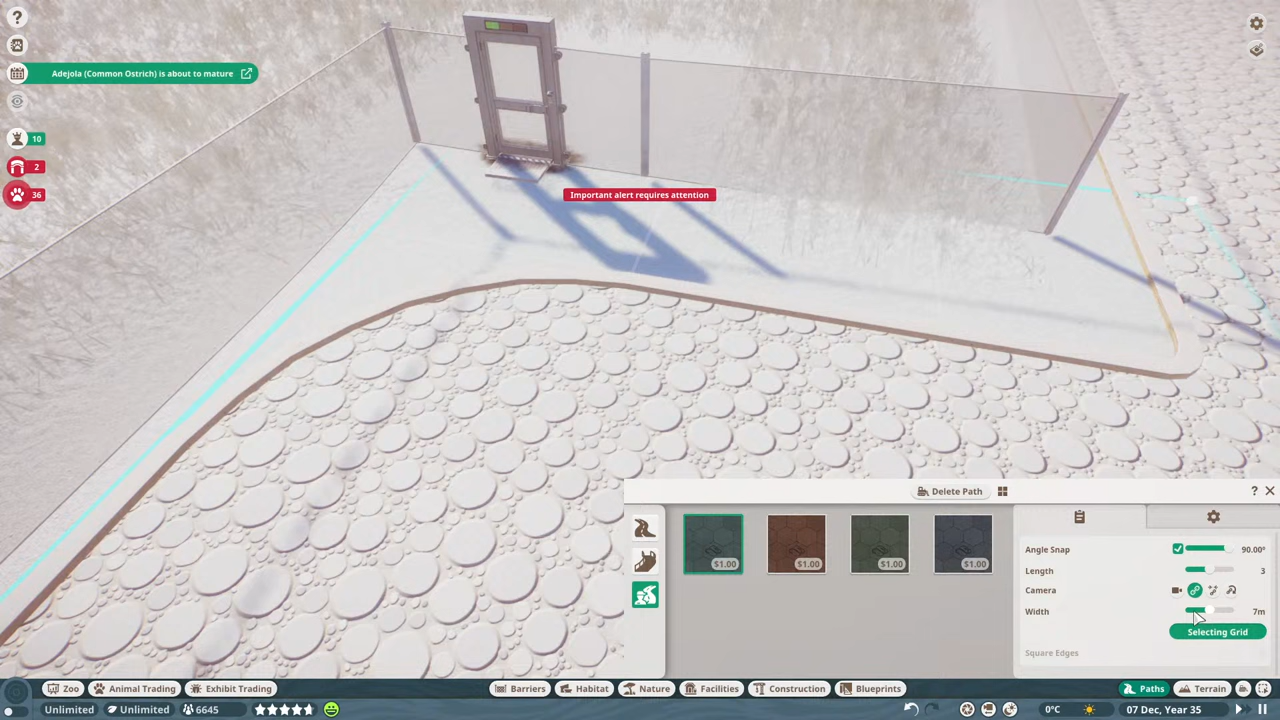 ?
Adejola (Common Ostrich) is about to mature
10
2
36
Important alert requires attention
Delete Path
? ×
$1.00 $1.00 $1.00 $1.00
Angle Snap 90.00°
Length 3
Camera
Width 7m
Selecting Grid
Square Edges
Zoo Animal Trading Exhibit Trading Barriers Habitat Nature Facilities Construction Blueprints Paths Terrain
Unlimited Unlimited 6645 0°C 07 Dec, Year 35